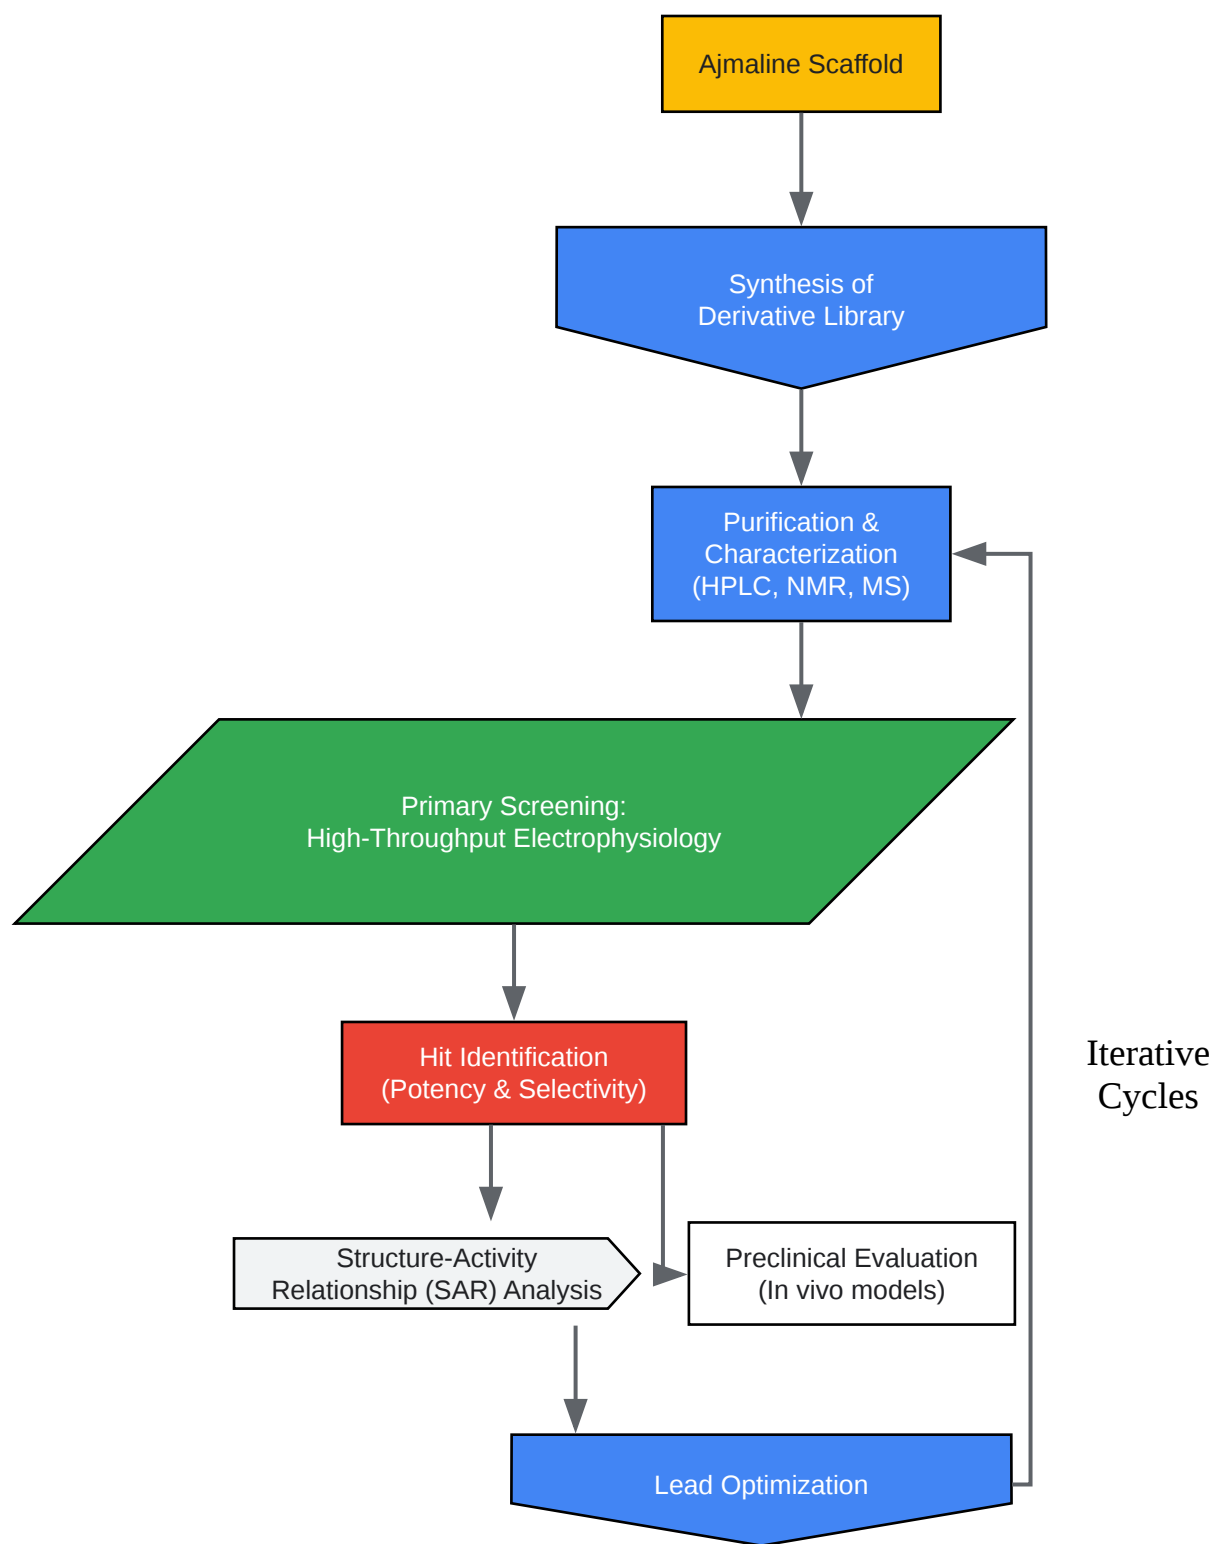 Ajmaline Scaffold
Synthesis of
Derivative Library
Purification &
Characterization
(HPLC, NMR, MS)
Primary Screening:
High-Throughput Electrophysiology
Hit Identification
(Potency & Selectivity)
Iterative
Cycles
Structure-Activity
Relationship (SAR) Analysis
Preclinical Evaluation
(In vivo models)
Lead Optimization